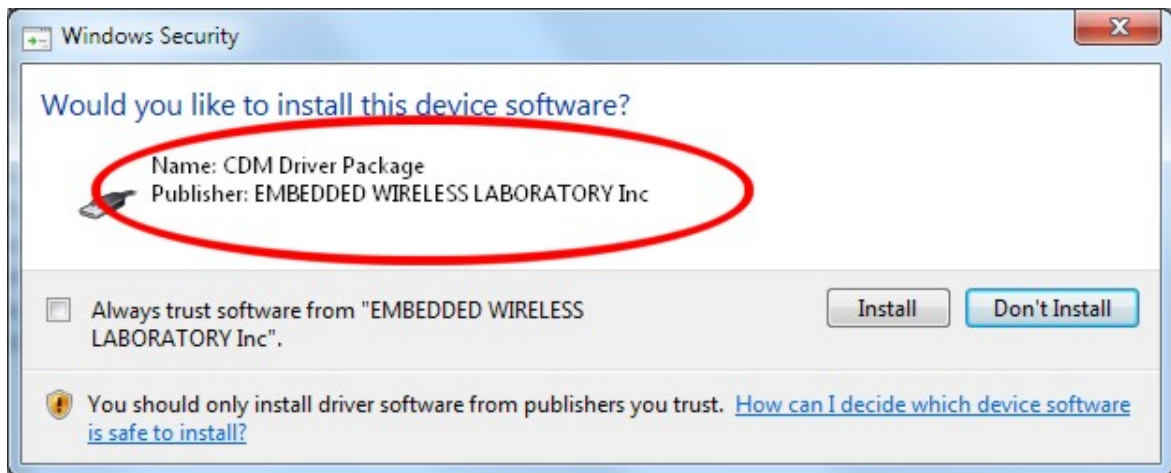 Windows Security
Would you like to install this device software?
Name: CDM Driver Package
Publisher: EMBEDDED WIRELESS LABORATORY Inc
Always trust software from "EMBEDDED WIRELESS
LABORATORY Inc".
Install
Don't Install
You should only install driver software from publishers you trust. How can I decide which device software
is safe to install?